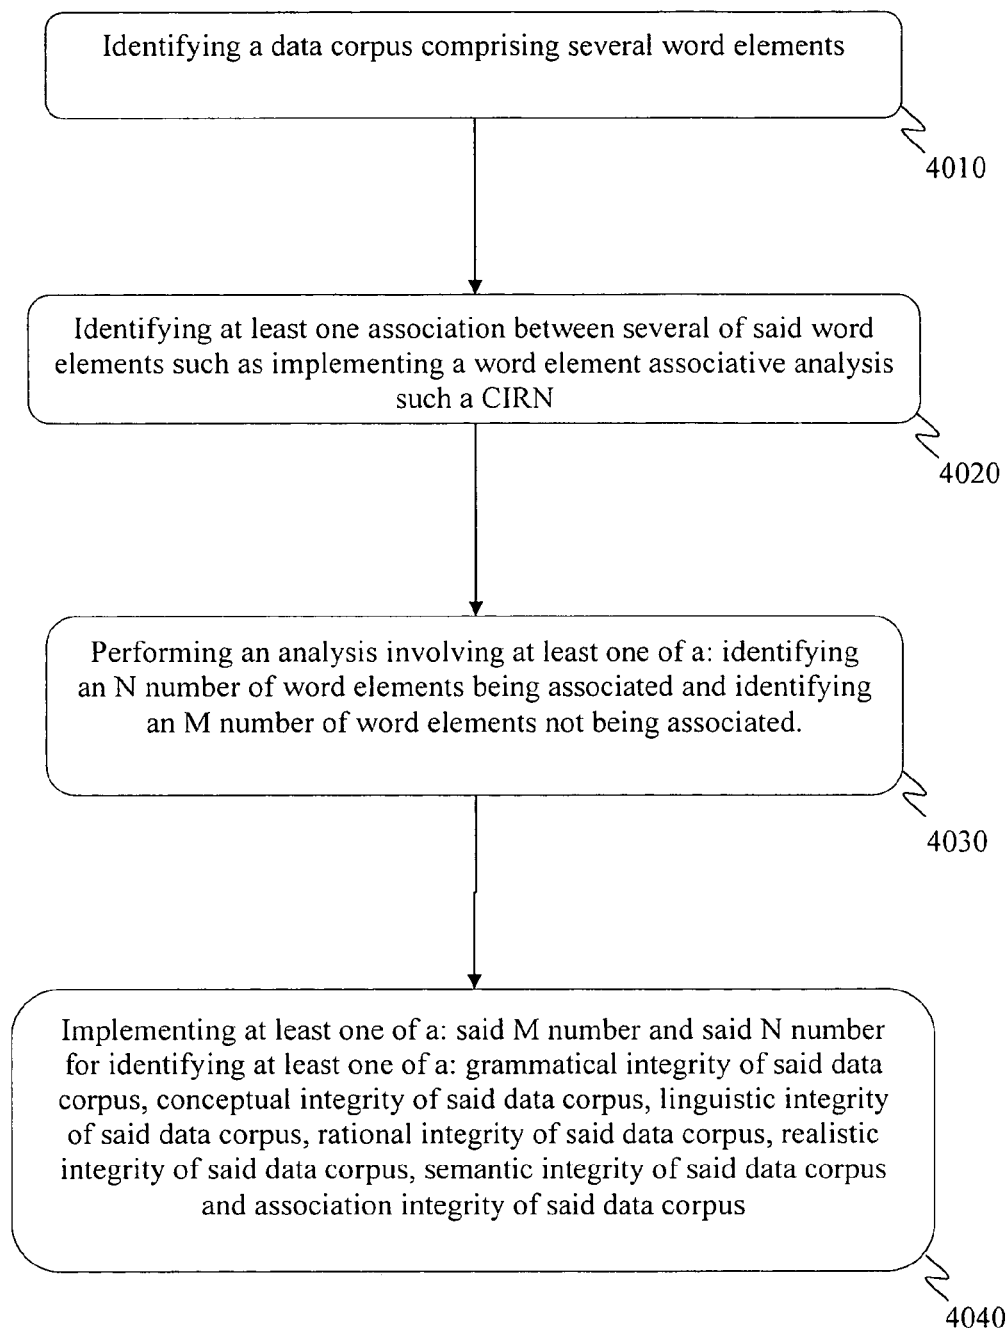 Identifying a data corpus comprising several word elements
4010
Identifying at least one association between several of said word
elements such as implementing a word element associative analysis
such a CIRN
4020
Performing an analysis involving at least one of a: identifying
an N number of word elements being associated and identifying
an M number of word elements not being associated.
4030
Implementing at least one of a: said M number and said N number
for identifying at least one of a: grammatical integrity of said data
corpus, conceptual integrity of said data corpus, linguistic integrity
of said data corpus, rational integrity of said data corpus, realistic
integrity of said data corpus, semantic integrity of said data corpus
and association integrity of said data corpus
4040